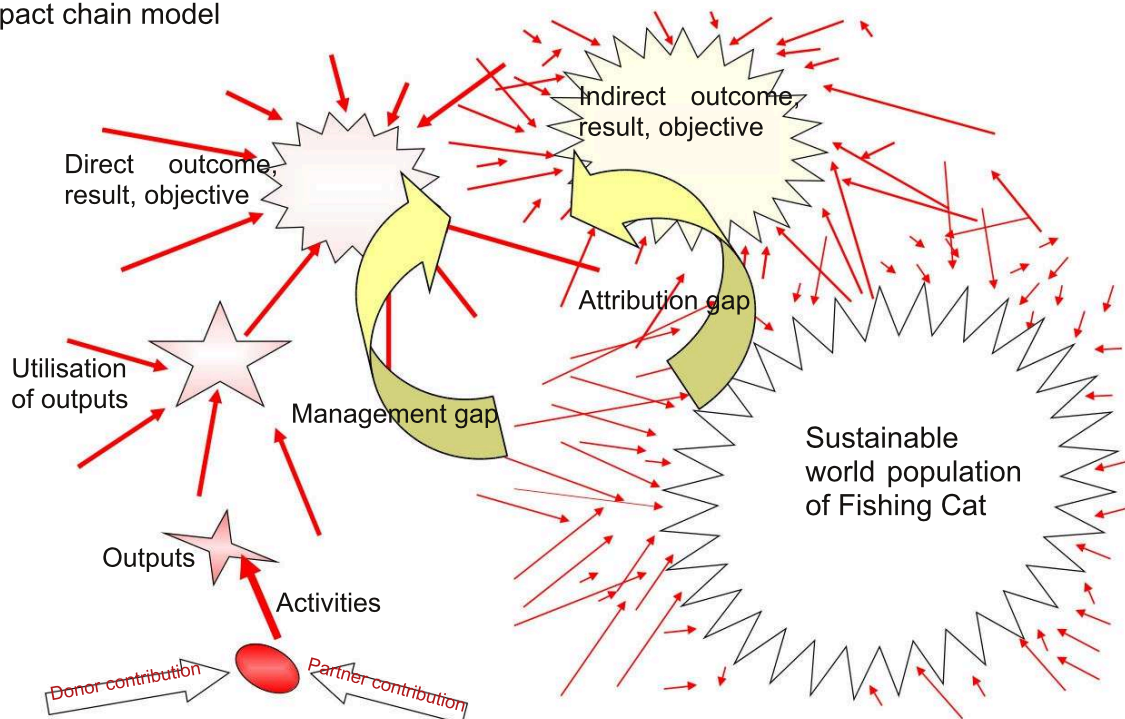 pact chain model
Indirect outcome,
result, objective
Direct outcome,
result, objective
Attribution gap
Utilisation
of outputs
Management gap
Sustainable
world population
of Fishing Cat
Outputs
Activities
Donor contribution
Partner contribution